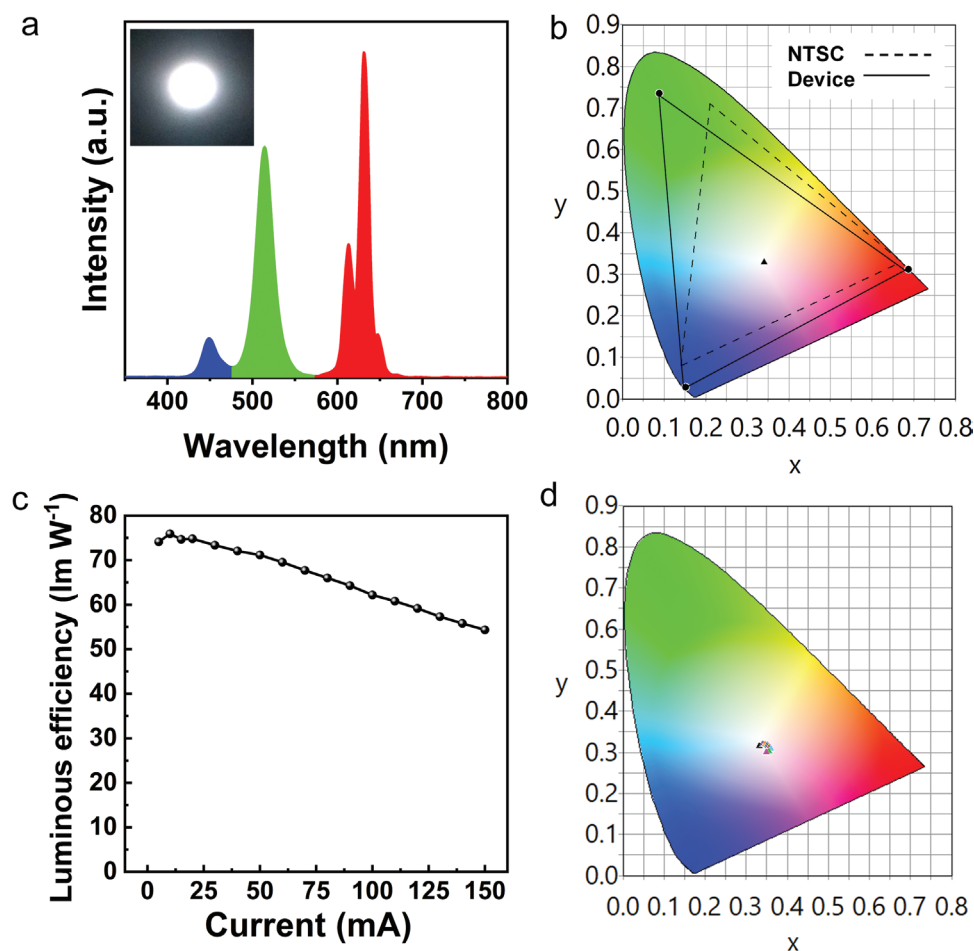 a
Intensity (a.u.)
400 500 600 700 800
Wavelength (nm)
b
0.9
0.8
0.7
0.6
0.5
0.4
0.3
0.2
0.1
0.0
y
NTSC
Device
0.0 0.1 0.2 0.3 0.4 0.5 0.6 0.7 0.8
x
c
Luminous efficiency (lm W⁻¹)
80
70
60
50
40
30
20
10
0
0 25 50 75 100 125 150
Current (mA)
d
0.9
0.8
0.7
0.6
0.5
0.4
0.3
0.2
0.1
0.0
y
0.0 0.1 0.2 0.3 0.4 0.5 0.6 0.7 0.8
x